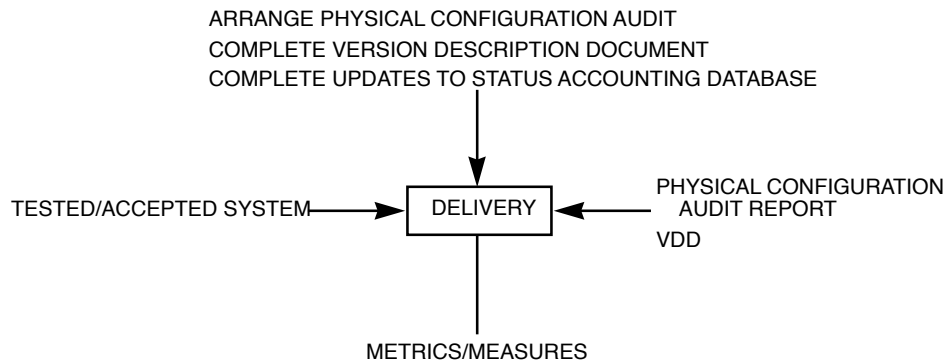 ARRANGE PHYSICAL CONFIGURATION AUDIT
COMPLETE VERSION DESCRIPTION DOCUMENT
COMPLETE UPDATES TO STATUS ACCOUNTING DATABASE
TESTED/ACCEPTED SYSTEM
DELIVERY
PHYSICAL CONFIGURATION
AUDIT REPORT
VDD
METRICS/MEASURES